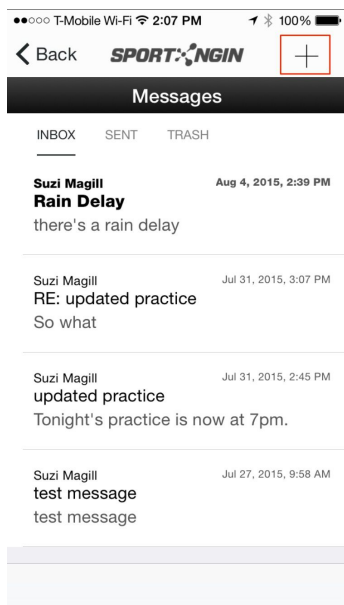 T-Mobile Wi-Fi 2:07 PM 100%
Back SPORT NGIN
Messages
INBOX SENT TRASH
Suzi Magill Aug 4, 2015, 2:39 PM
Rain Delay
there's a rain delay
Suzi Magill Jul 31, 2015, 3:07 PM
RE: updated practice
So what
Suzi Magill Jul 31, 2015, 2:45 PM
updated practice
Tonight's practice is now at 7pm.
Suzi Magill Jul 27, 2015, 9:58 AM
test message
test message